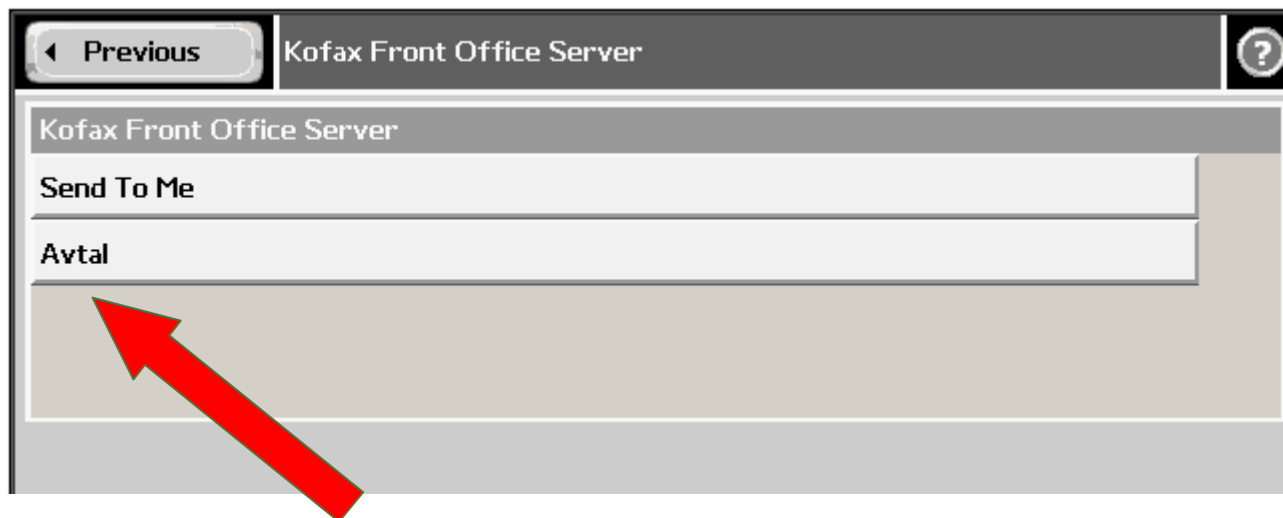 Previous
Kofax Front Office Server
?
Kofax Front Office Server
Send To Me
Avtal